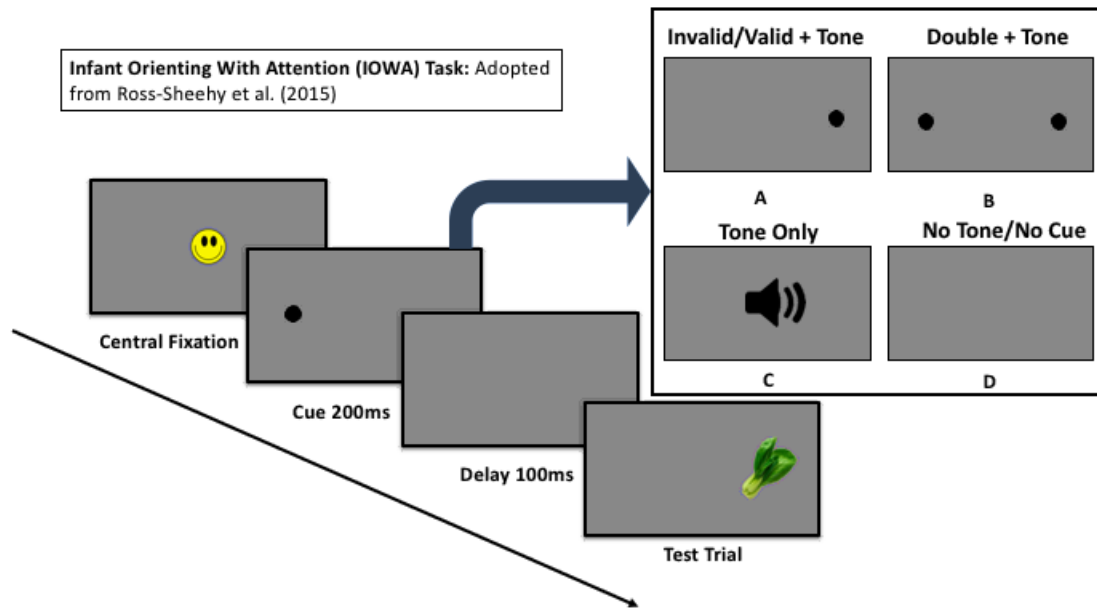 Infant Orienting With Attention (IOWA) Task: Adopted
from Ross-Sheehy et al. (2015)
Invalid/Valid + Tone
Double + Tone
A
B
Tone Only
No Tone/No Cue
C
D
Central Fixation
Cue 200ms
Delay 100ms
Test Trial